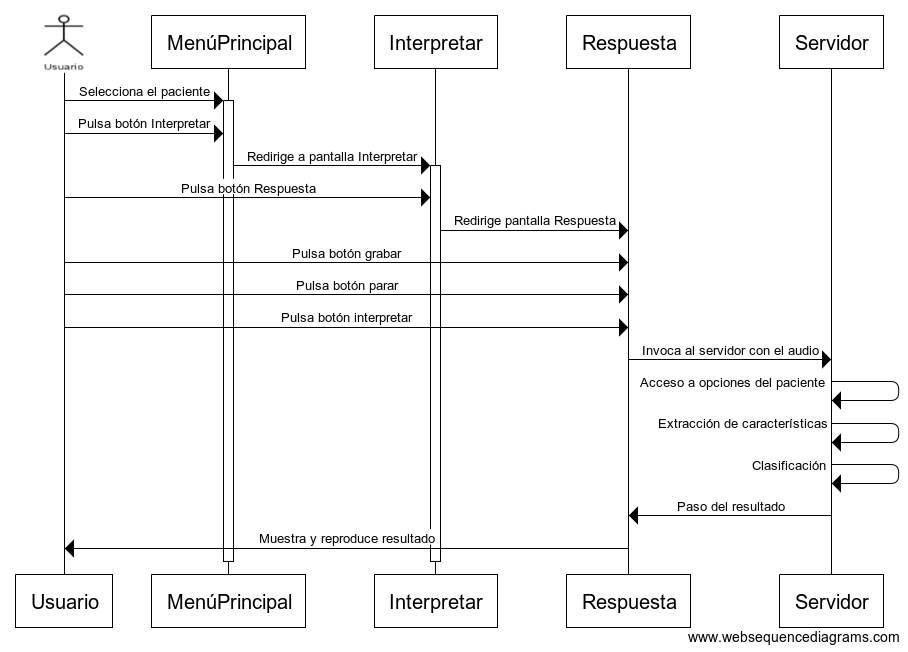 MenúPrincipal
Interpretar
Respuesta
Servidor
Usuario
Selecciona el paciente
Pulsa botón Interpretar
Redirige a pantalla Interpretar
Pulsa botón Respuesta
Redirige pantalla Respuesta
Pulsa botón grabar
Pulsa botón parar
Pulsa botón interpretar
Invoca al servidor con el audio
Acceso a opciones del paciente
Extracción de características
Clasificación
Paso del resultado
Muestra y reproduce resultado
Usuario
MenúPrincipal
Interpretar
Respuesta
Servidor
www.websequencediagrams.com